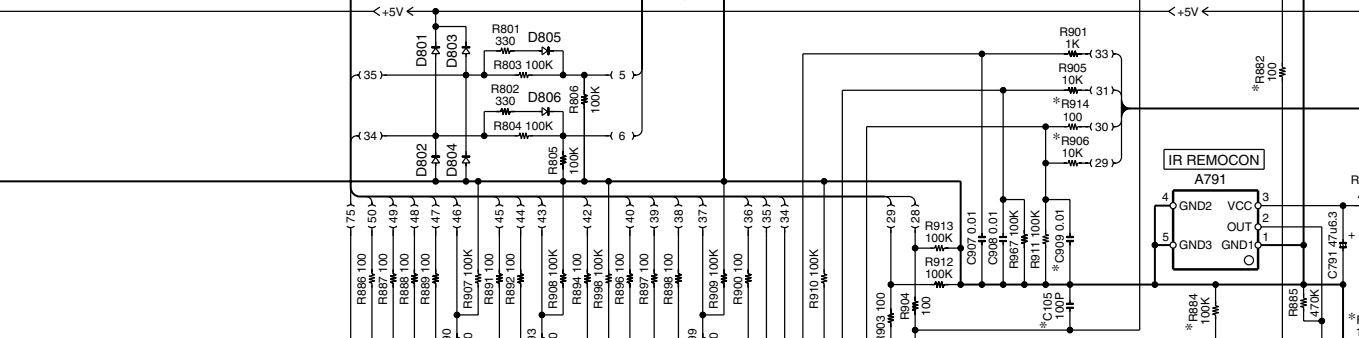 +5V
+5V
D801
D803
R801
330
D805
R803 100K
35
5
R802
330
D806
R804 100K
R806
100K
34
6
D802
D804
R805
100K
R901
1K
33
R905
10K
31
*R914
100
30
*R906
10K
29
*R882
100
IR REMOCON
A791
4
GND2
VCC
3
OUT
2
5
GND3
GND1
1
C791 47u6.3
+
75
50
49
48
47
46
45
44
43
42
40
39
38
37
36
35
34
29
28
R886 100
R887 100
R888 100
R889 100
R907 100K
R891 100
R892 100
R908 100K
R894 100
R998 100K
R896 100
R897 100
R898 100
R909 100K
R900 100
R910 100K
R903 100
R904
100
R913
100K
R912
100K
C907 0.01
C908 0.01
R967 100K
R911 100K
*C909 0.01
*C105
100P
*R884
100K
R885
470K